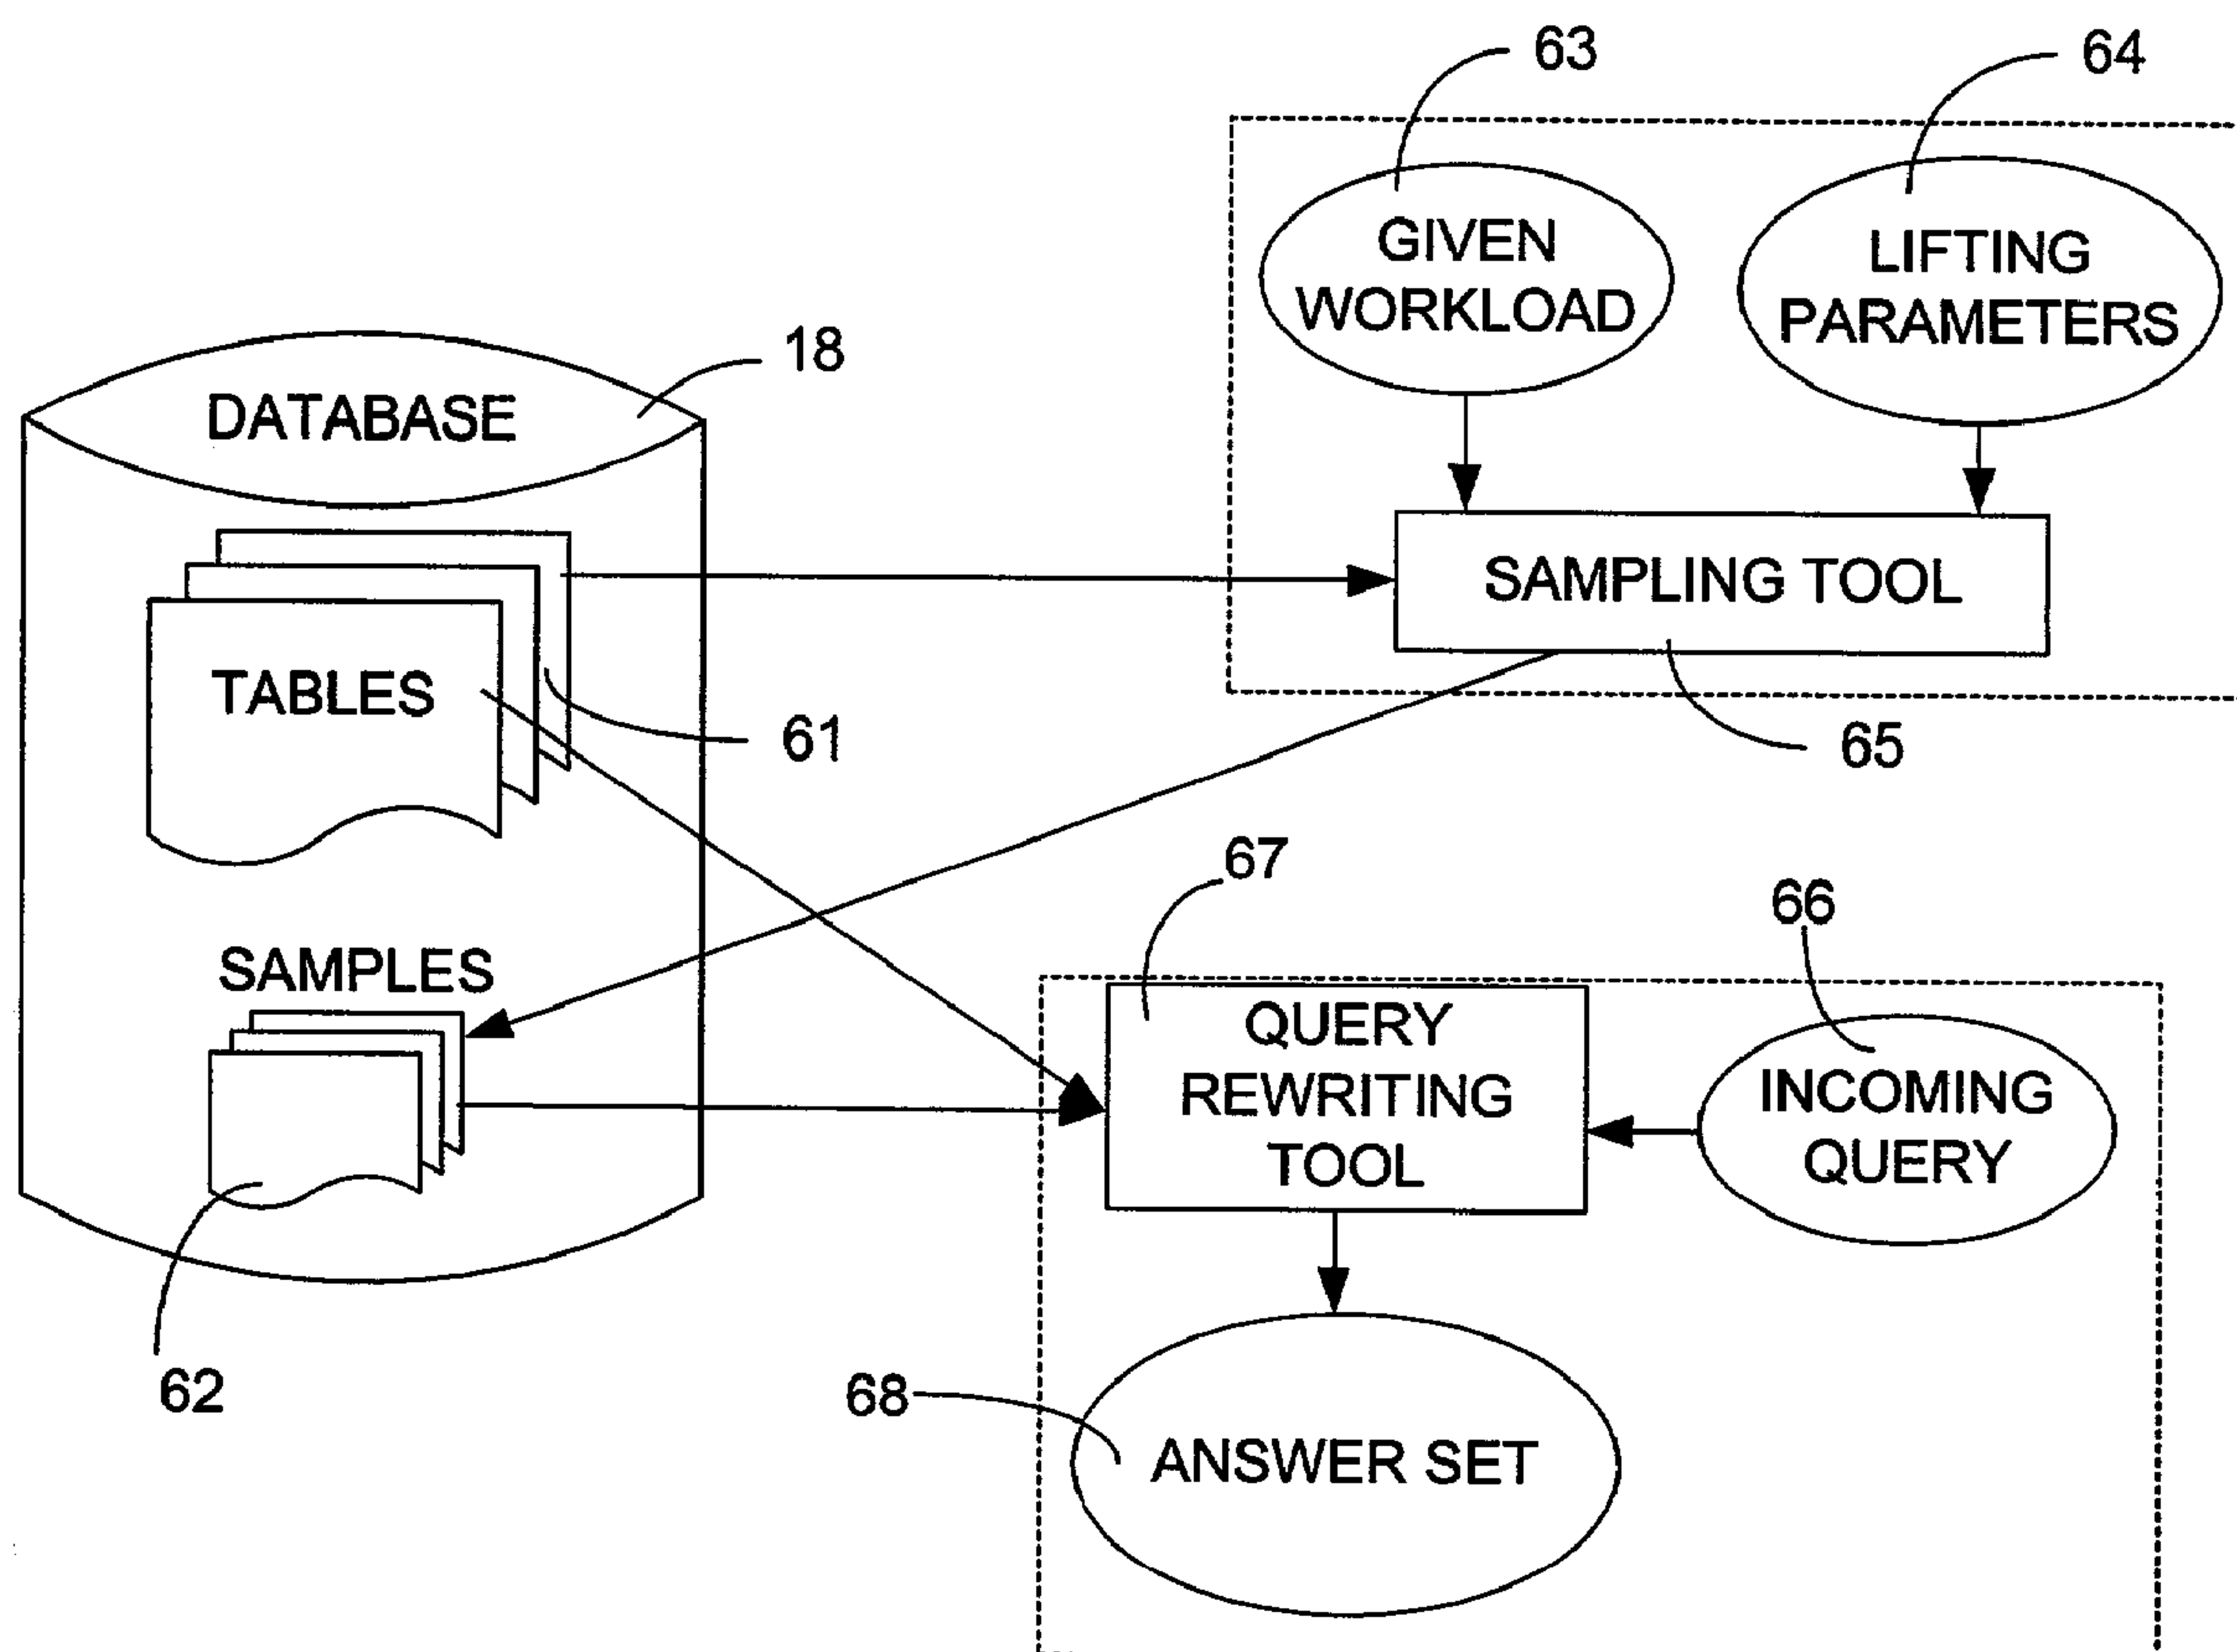 63
64
GIVEN
WORKLOAD
LIFTING
PARAMETERS
18
DATABASE
SAMPLING TOOL
TABLES
61
65
67
66
SAMPLES
QUERY
REWRITING
TOOL
INCOMING
QUERY
62
68
ANSWER SET